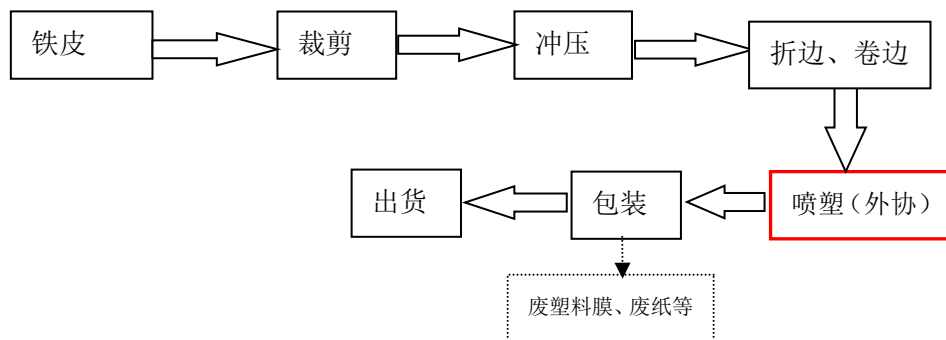 铁皮
裁剪
冲压
折边、卷边
出货
包装
喷塑（外协）
废塑料膜、废纸等